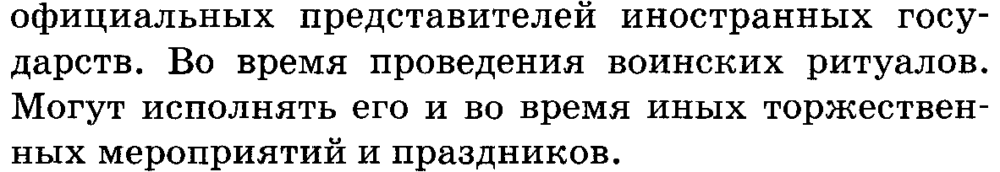 официальных представителей иностранных госу-
дарств. Во время проведения воинских ритуалов.
Могут исполнять его и во время иных торжествен-
ных мероприятий и праздников.